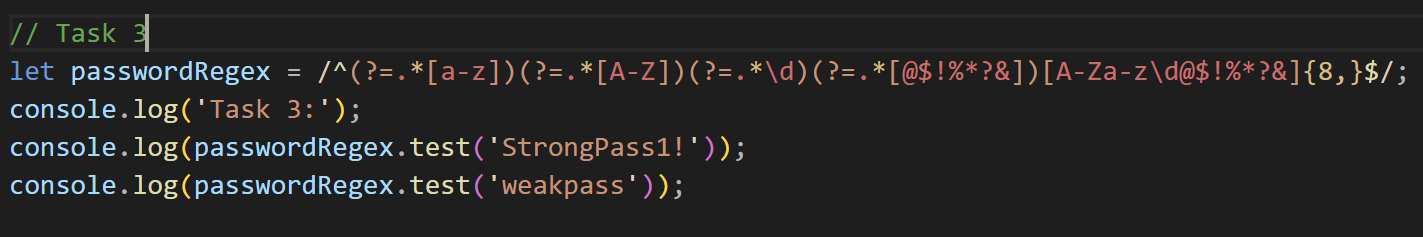 // Task 3
let passwordRegex = /^(?=.*[a-z])(?=.*[A-Z])(?=.*\d)(?=.*[@$!%*?&])[A-Za-z\d@$!%*?&]{8,}$/;
console.log('Task 3:');
console.log(passwordRegex.test('StrongPass1!'));
console.log(passwordRegex.test('weakpass'));